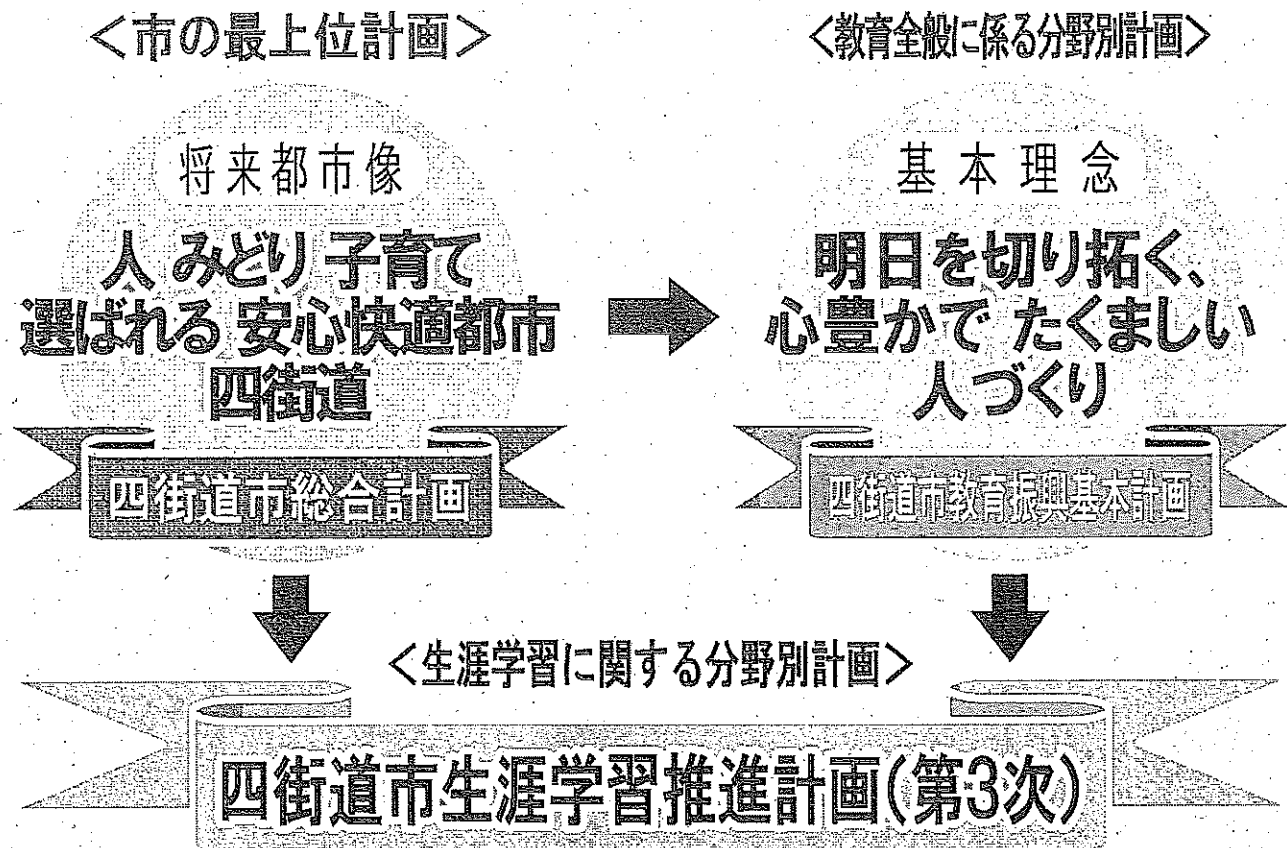 ＜市の最上位計画＞
将来都市像
人 みどり 子育て
選ばれる 安心快適都市
四街道
四街道市総合計画
＜教育全般に係る分野別計画＞
基本理念
明日を切り拓く、
心豊かで たくましい
人づくり
四街道市教育振興基本計画
＜生涯学習に関する分野別計画＞
四街道市生涯学習推進計画(第3次)